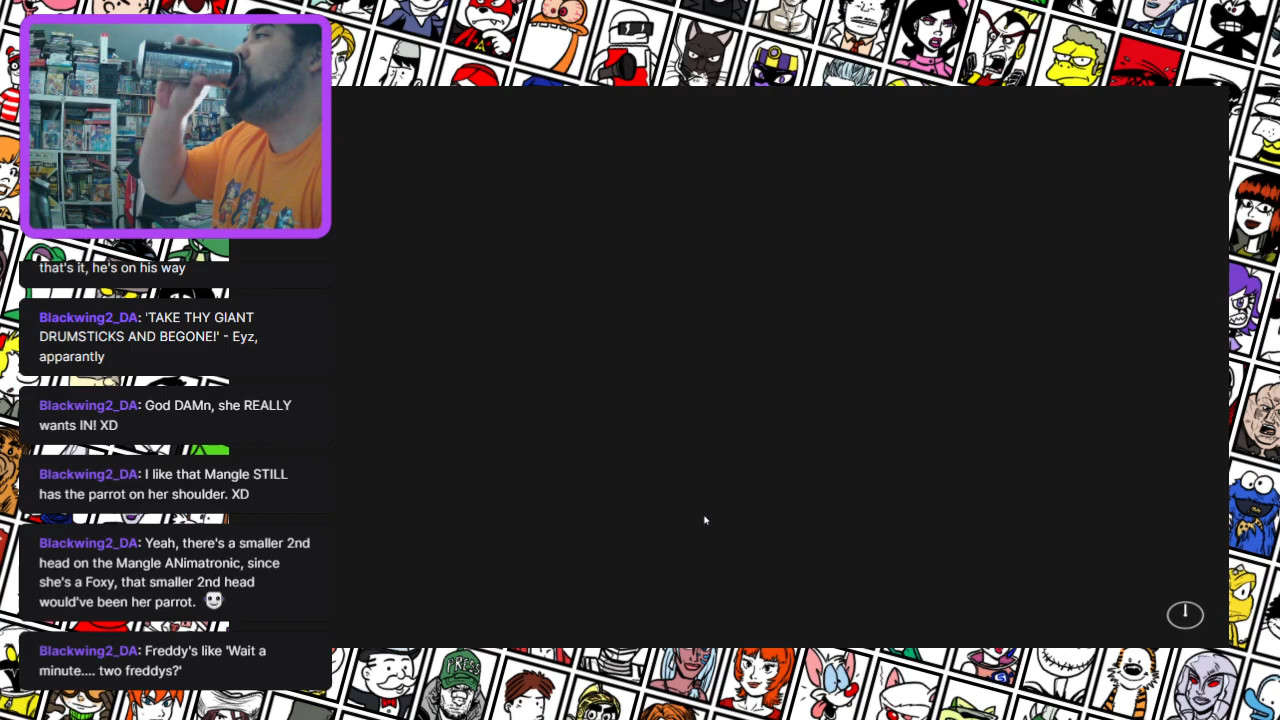 that's it, he's on his way
Blackwing2_DA: 'TAKE THY GIANT
DRUMSTICKS AND BEGONE!' - Eyz,
apparantly
Blackwing2_DA: God DAMn, she REALLY
wants IN! XD
Blackwing2_DA: I like that Mangle STILL
has the parrot on her shoulder. XD
Blackwing2_DA: Yeah, there's a smaller 2nd
head on the Mangle ANimatronic, since
she's a Foxy, that smaller 2nd head
would've been her parrot.
Blackwing2_DA: Freddy's like 'Wait a
minute.... two freddys?'
PRESS